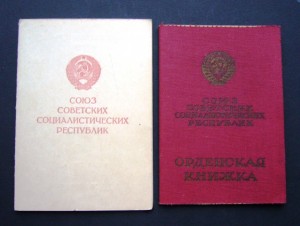 СОЮЗ
СОВЕТСКИХ
СОЦИАЛИСТИЧЕСКИХ
РЕСПУБЛИК
СОЮЗ
СОВЕТСКИХ
СОЦИАЛИСТИЧЕСКИХ
РЕСПУБЛИК
ОРДЕНСКАЯ
КНИЖКА